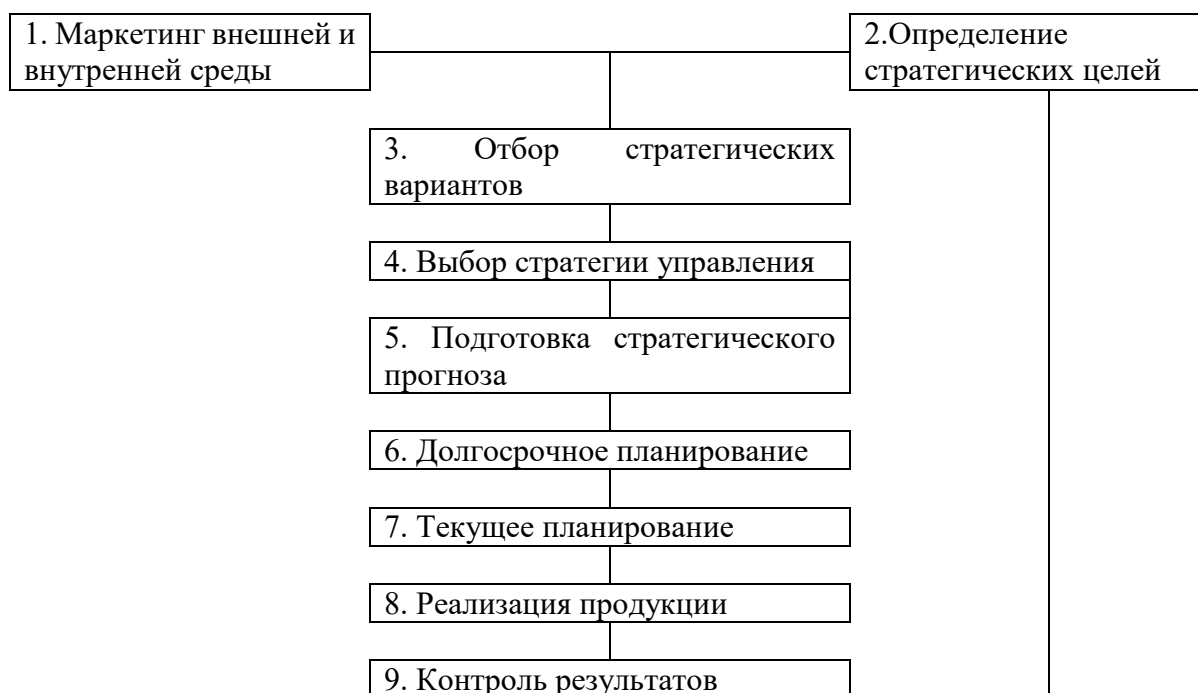 1. Маркетинг внешней и
внутренней среды
2.Определение
стратегических целей
3. Отбор стратегических
вариантов
4. Выбор стратегии управления
5. Подготовка стратегического
прогноза
6. Долгосрочное планирование
7. Текущее планирование
8. Реализация продукции
9. Контроль результатов